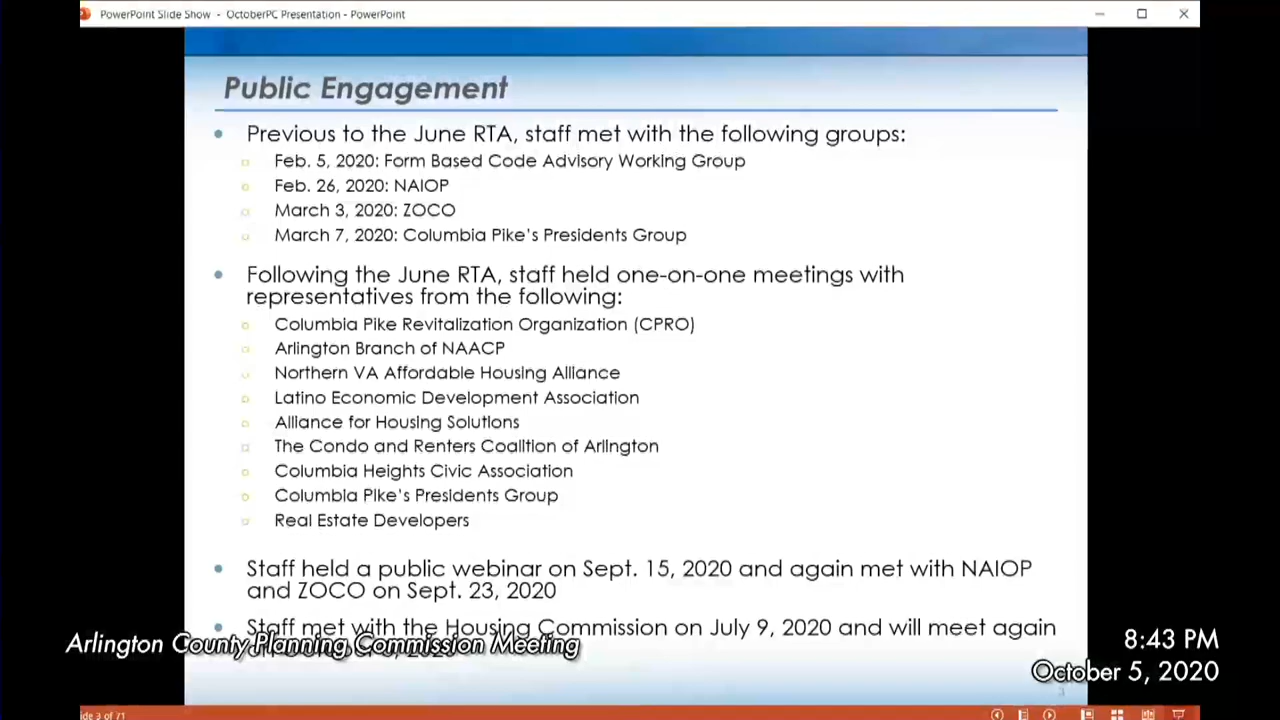 PowerPoint Slide Show - OctoberPC Presentation - PowerPoint
Public Engagement
Previous to the June RTA, staff met with the following groups:
Feb. 5, 2020: Form Based Code Advisory Working Group
Feb. 26, 2020: NAIOP
March 3, 2020: ZOCO
March 7, 2020: Columbia Pike's Presidents Group
Following the June RTA, staff held one-on-one meetings with
representatives from the following:
Columbia Pike Revitalization Organization (CPRO)
Arlington Branch of NAACP
Northern VA Affordable Housing Alliance
Latino Economic Development Association
Alliance for Housing Solutions
The Condo and Renters Coalition of Arlington
Columbia Heights Civic Association
Columbia Pike's Presidents Group
Real Estate Developers
Staff held a public webinar on Sept. 15, 2020 and again met with NAIOP
and ZOCO on Sept. 23, 2020
Staff met with the Housing Commission on July 9, 2020 and will meet again
Arlington County Planning Commission Meeting
8:43 PM
October 5, 2020
3 of 71